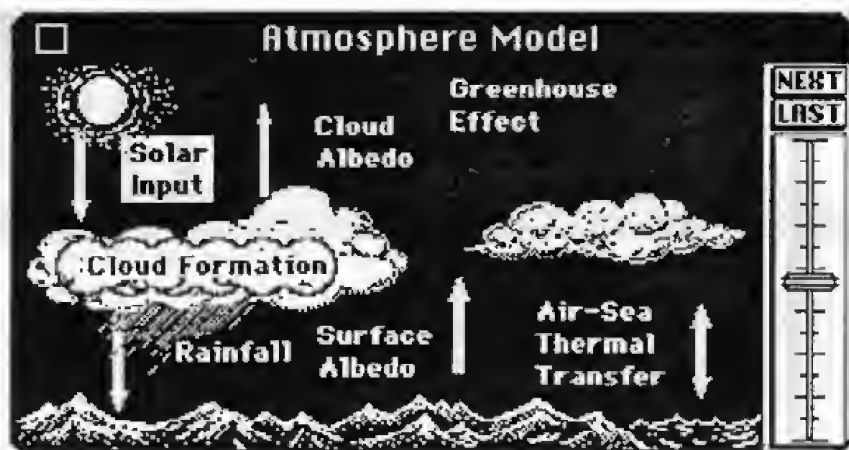 Atmosphere Model
Greenhouse
Effect
NEXT
LAST
Cloud
Albedo
Solar
Input
Cloud Formation
Rainfall
Surface
Albedo
Air-Sea
Thermal
Transfer